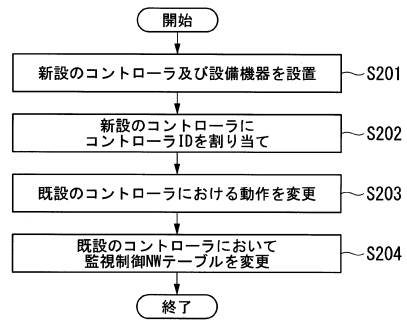 開始
新設のコントローラ及び設備機器を設置
S201
新設のコントローラに
コントローラIDを割り当て
S202
既設のコントローラにおける動作を変更
S203
既設のコントローラにおいて
監視制御NWテーブルを変更
S204
終了